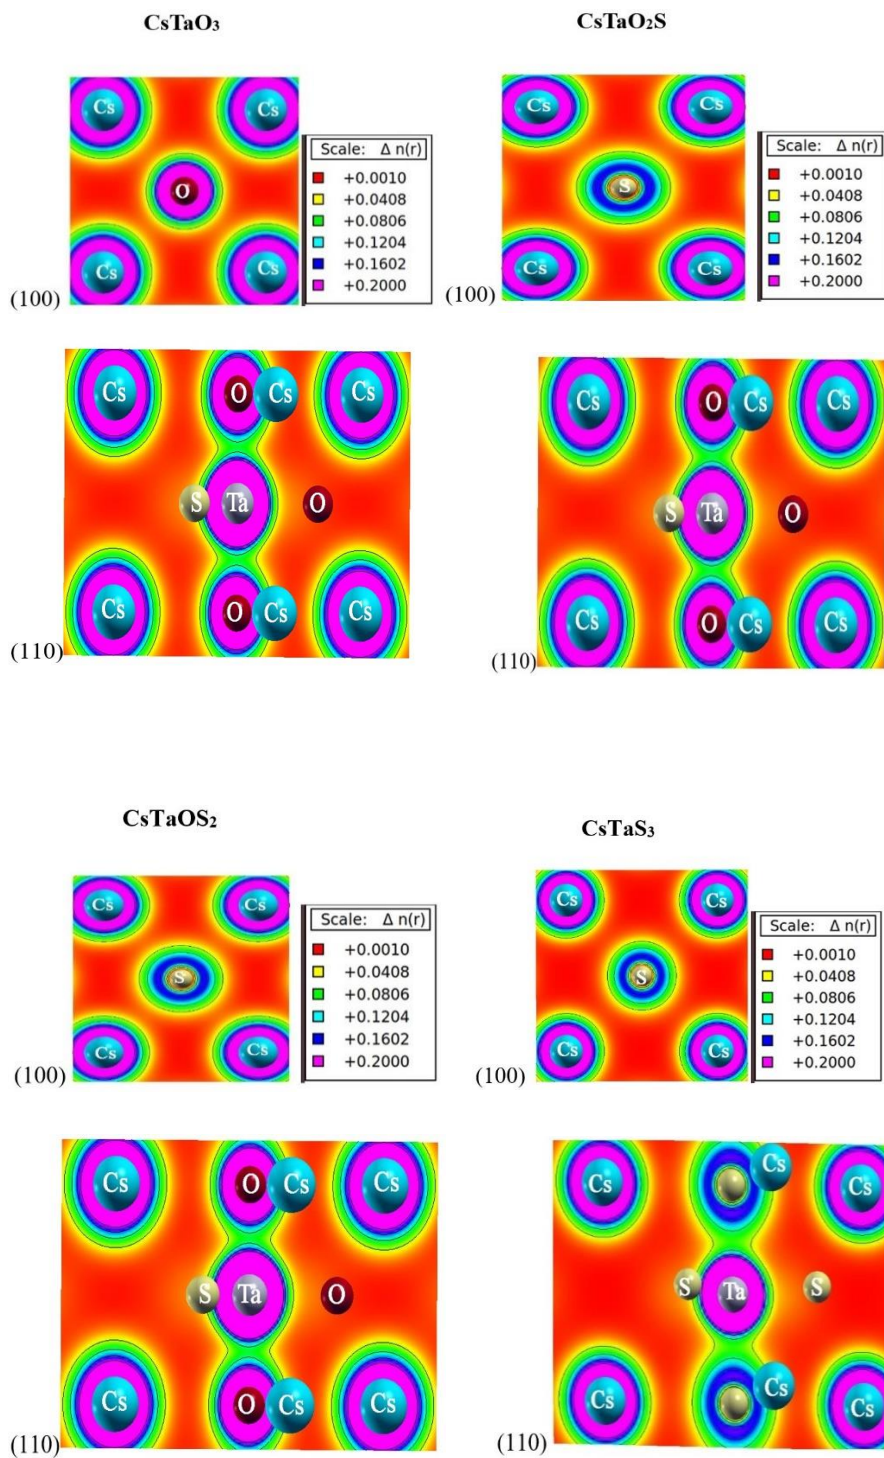 CsTaO₃
CsTaO₂S
Cs Cs
O
Cs Cs
(100)
Scale: Δ n(r)
+0.0010
+0.0408
+0.0806
+0.1204
+0.1602
+0.2000
Cs Cs
S
Cs Cs
(100)
Scale: Δ n(r)
+0.0010
+0.0408
+0.0806
+0.1204
+0.1602
+0.2000
Cs O Cs Cs
S Ta O
Cs O Cs Cs
(110)
Cs O Cs Cs
S Ta O
Cs O Cs Cs
(110)
CsTaOS₂
CsTaS₃
Cs Cs
S
Cs Cs
(100)
Scale: Δ n(r)
+0.0010
+0.0408
+0.0806
+0.1204
+0.1602
+0.2000
Cs Cs
S
Cs Cs
(100)
Scale: Δ n(r)
+0.0010
+0.0408
+0.0806
+0.1204
+0.1602
+0.2000
Cs O Cs Cs
S Ta O
Cs O Cs Cs
(110)
Cs Cs Cs
S Ta S
Cs Cs Cs
(110)